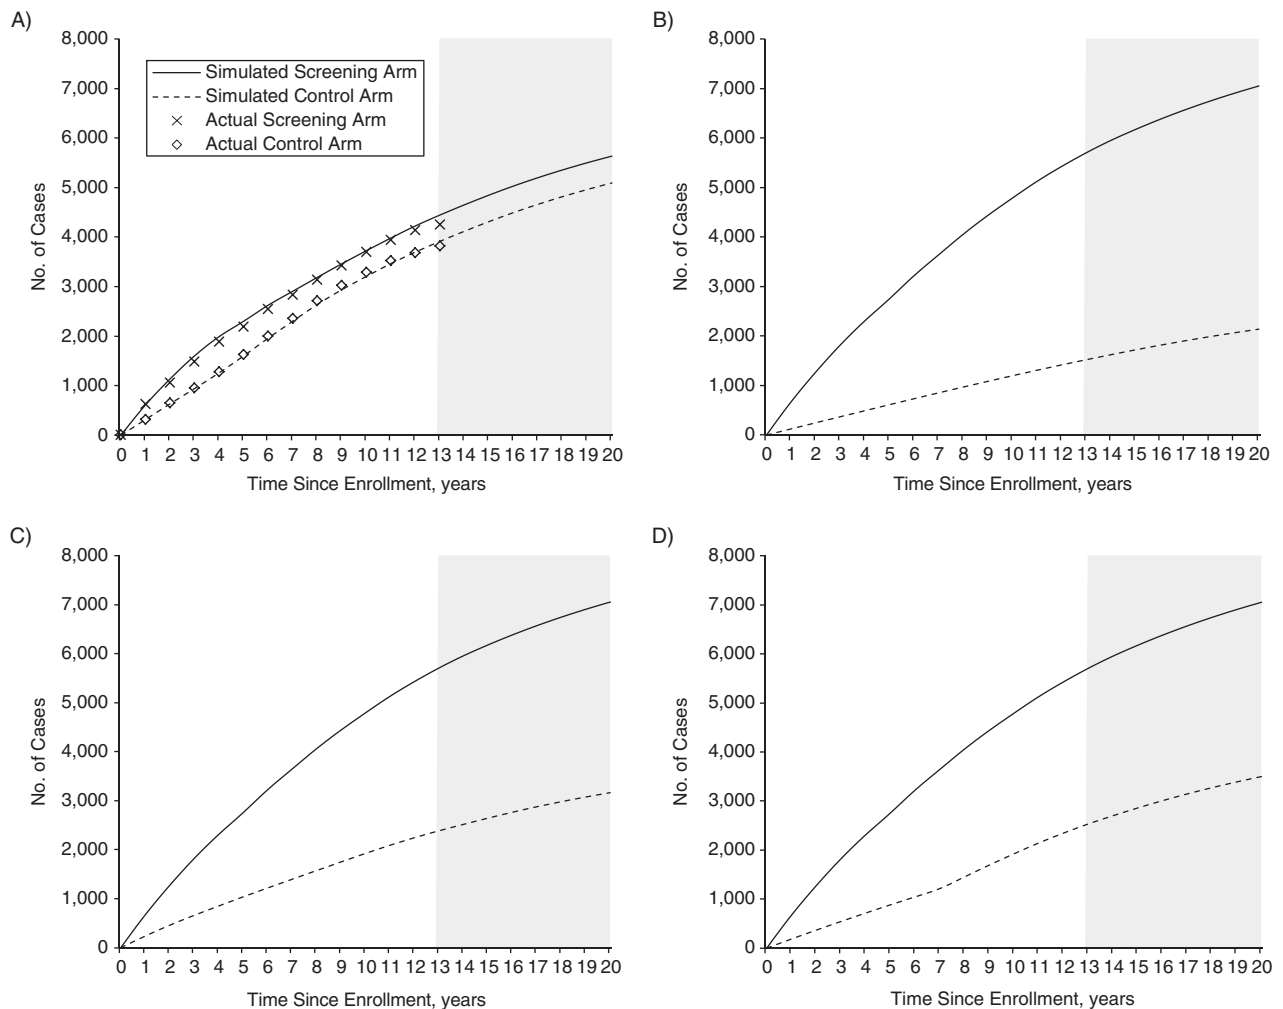 A)
8,000
7,000
6,000
5,000
4,000
3,000
2,000
1,000
0
No. of Cases
Simulated Screening Arm
Simulated Control Arm
Actual Screening Arm
Actual Control Arm
0 1 2 3 4 5 6 7 8 9 10 11 12 13 14 15 16 17 18 19 20
Time Since Enrollment, years
B)
8,000
7,000
6,000
5,000
4,000
3,000
2,000
1,000
0
No. of Cases
0 1 2 3 4 5 6 7 8 9 10 11 12 13 14 15 16 17 18 19 20
Time Since Enrollment, years
C)
8,000
7,000
6,000
5,000
4,000
3,000
2,000
1,000
0
No. of Cases
0 1 2 3 4 5 6 7 8 9 10 11 12 13 14 15 16 17 18 19 20
Time Since Enrollment, years
D)
8,000
7,000
6,000
5,000
4,000
3,000
2,000
1,000
0
No. of Cases
0 1 2 3 4 5 6 7 8 9 10 11 12 13 14 15 16 17 18 19 20
Time Since Enrollment, years